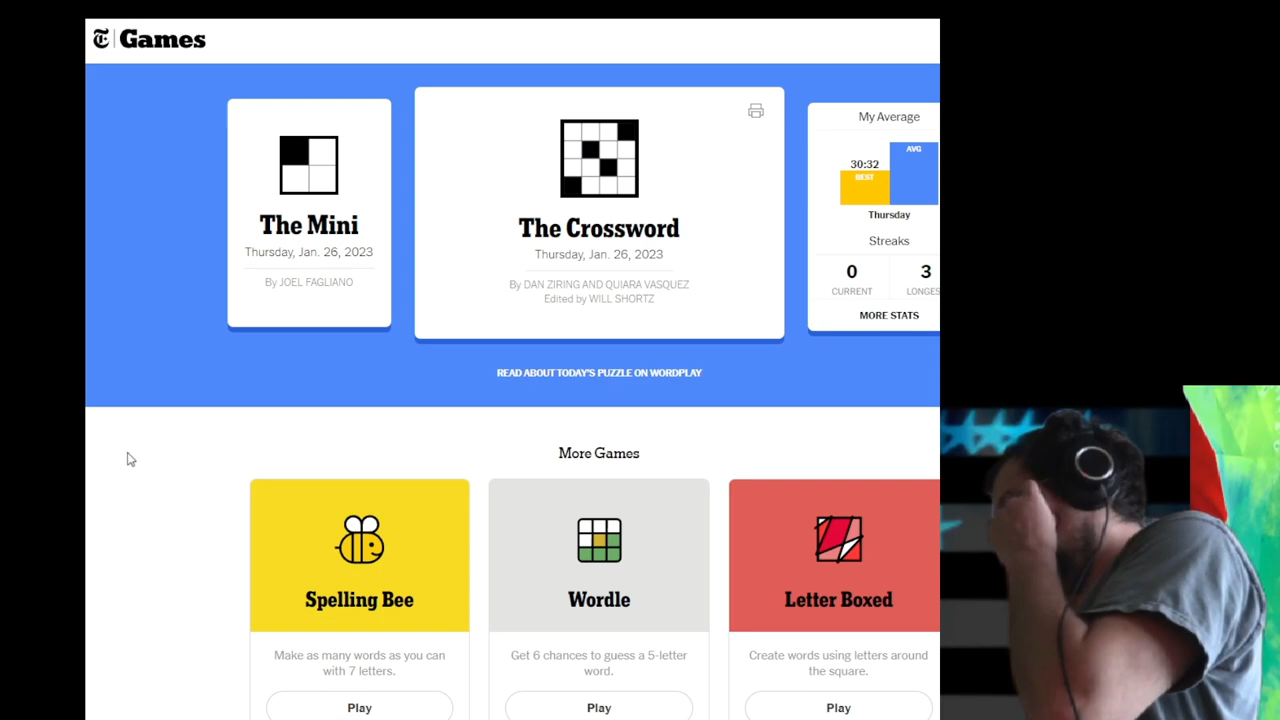 T Games
The Mini
Thursday, Jan. 26, 2023
By JOEL FAGLIANO
The Crossword
Thursday, Jan. 26, 2023
By DAN ZIRING AND QUIARA VASQUEZ
Edited by WILL SHORTZ
My Average
AVG
30:32
BEST
Thursday
Streaks
0 3
CURRENT LONGES
MORE STATS
READ ABOUT TODAY'S PUZZLE ON WORDPLAY
More Games
Spelling Bee
Make as many words as you can
with 7 letters.
Play
Wordle
Get 6 chances to guess a 5-letter
word.
Play
Letter Boxed
Create words using letters around
the square.
Play